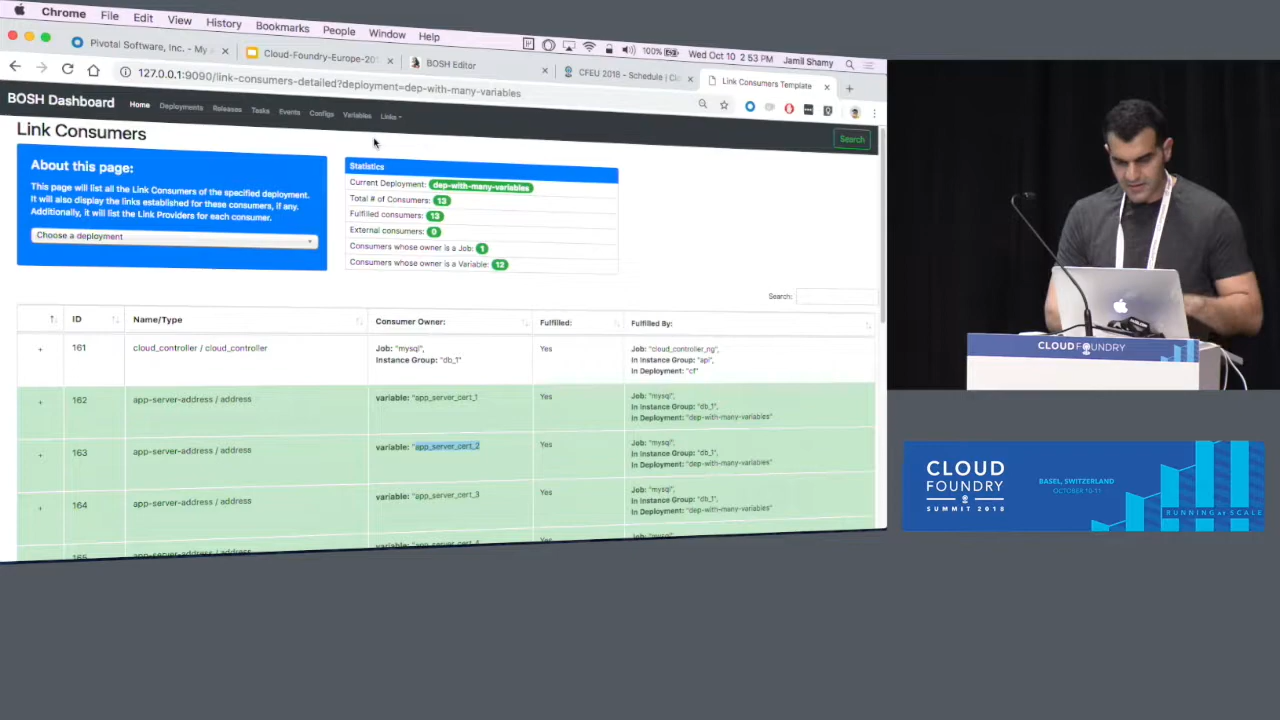 Chrome File Edit View History Bookmarks People Window Help 100% Wed Oct 10 2:53 PM Jamil Shamy
Pivotal Software, Inc. - My
Cloud-Foundry-Europe-201
BOSH Editor
CFEU 2018 - Schedule
Link Consumers Template
127.0.0.1:9090/link-consumers-detailed?deployment=dep-with-many-variables
BOSH Dashboard Home Deployments Releases Tasks Events Configs Variables Links
Search
Link Consumers
About this page:
This page will list all the Link Consumers of the specified deployment.
It will also display the links established for these consumers, if any.
Additionally, it will list the Link Providers for each consumer.
Choose a deployment
Statistics
Current Deployment: dep-with-many-variables
Total # of Consumers: 13
Fulfilled consumers: 13
External consumers: 0
Consumers whose owner is a Job: 1
Consumers whose owner is a Variable: 12
Search:
ID Name/Type Consumer Owner: Fulfilled: Fulfilled By:
+ 161 cloud_controller / cloud_controller Job: "mysql", Yes Job: "cloud_controller_ng",
Instance Group: "db_1" In Instance Group: "api",
In Deployment: "cf"
+ 162 app-server-address / address variable: "app_server_cert_1 Yes Job: "mysql",
In Instance Group: "db_1",
In Deployment: "dep-with-many-variables"
+ 163 app-server-address / address variable: "app_server_cert_2 Yes Job: "mysql",
In Instance Group: "db_1",
In Deployment: "dep-with-many-variables"
+ 164 app-server-address / address variable: "app_server_cert_3 Yes Job: "mysql",
In Instance Group: "db_1",
In Deployment: "dep-with-many-variables"
CLOUD FOUNDRY
CLOUD
FOUNDRY
SUMMIT 2018
BASEL, SWITZERLAND
OCTOBER 10-11
RUNNING at SCALE